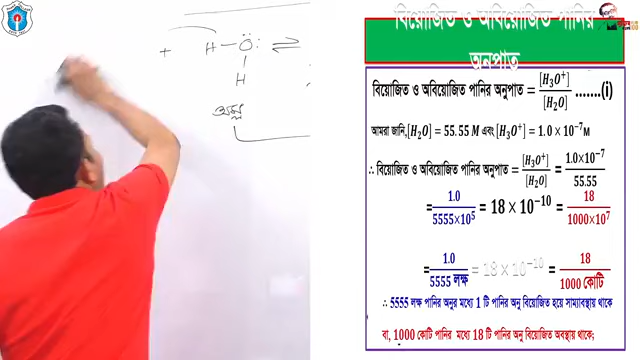 + H – Ö: ⇌
H
অম্ল
বিয়োজিত ও অবিয়োজিত পানির
অনুপাত
বিয়োজিত ও অবিয়োজিত পানির অনুপাত = [H₃O⁺]/[H₂O] .......(i)
আমরা জানি,[H₂O] = 55.55 M এবং [H₃O⁺] = 1.0 × 10⁻⁷M
∴ বিয়োজিত ও অবিয়োজিত পানির অনুপাত = [H₃O⁺]/[H₂O] = 1.0×10⁻⁷/55.55
= 1.0/5555×10⁵ = 18 × 10⁻¹⁰ = 18/1000×10⁷
= 1.0/5555 লক্ষ = 18 × 10⁻¹⁰ = 18/1000 কোটি
∴ 5555 লক্ষ পানির অনুর মধ্যে 1 টি পানির অনু বিয়োজিত হয়ে সাম্যাবস্থায় থাকে
বা, 1000 কোটি পানির মধ্যে 18 টি পানির অনু বিয়োজিত অবস্থায় থাকে;